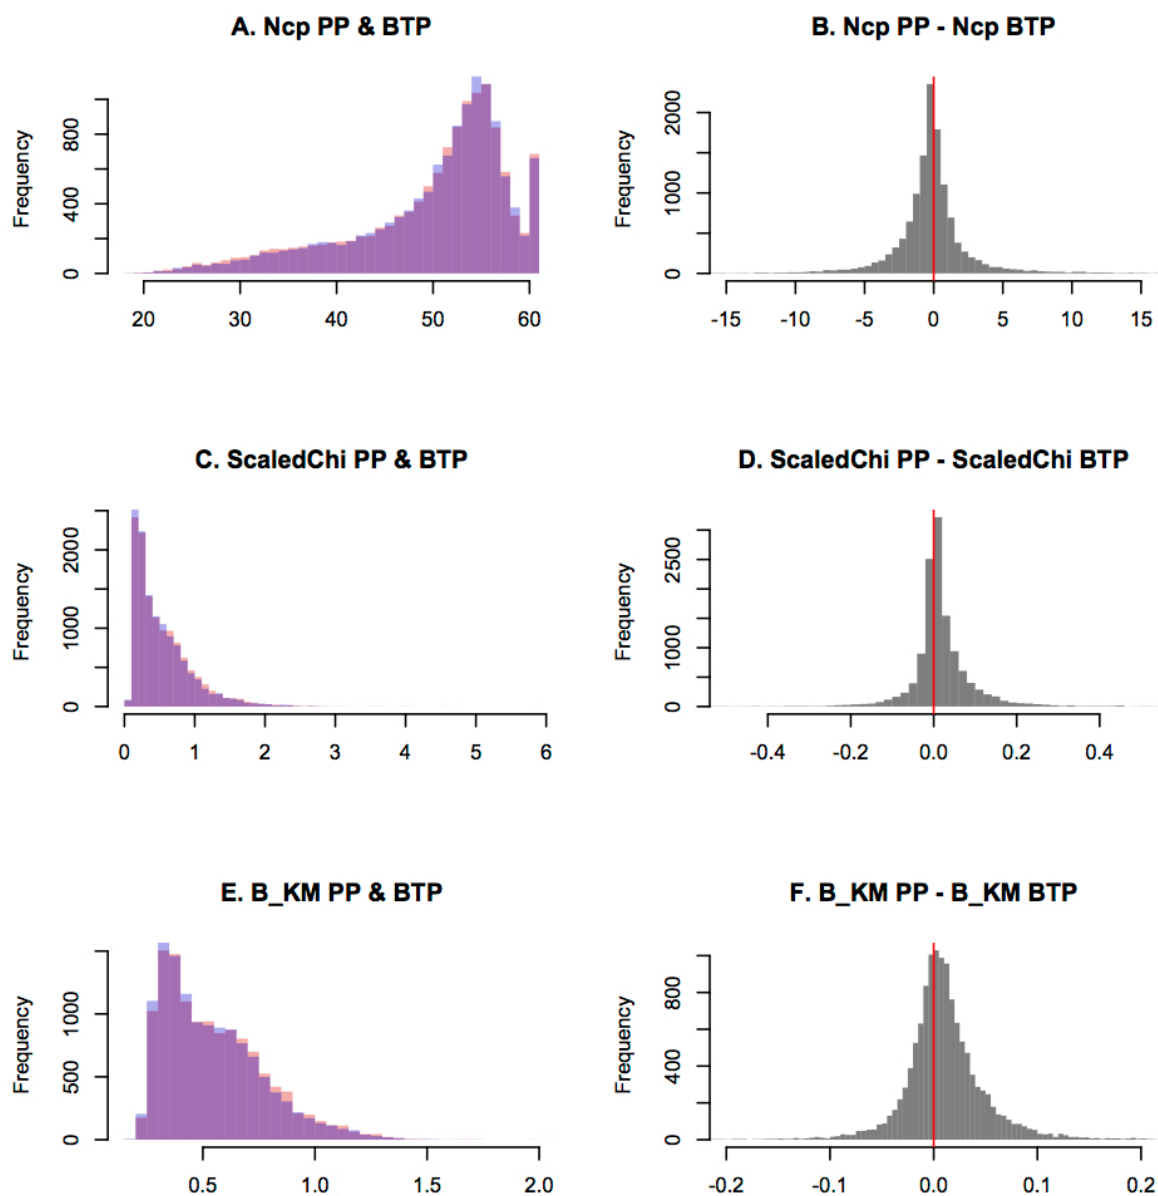 A. Ncp PP & BTP
Frequency
0 400 800
20 30 40 50 60
B. Ncp PP - Ncp BTP
Frequency
0 1000 2000
-15 -10 -5 0 5 10 15
C. ScaledChi PP & BTP
Frequency
0 1000 2000
0 1 2 3 4 5 6
D. ScaledChi PP - ScaledChi BTP
Frequency
0 1000 2500
-0.4 -0.2 0.0 0.2 0.4
E. B_KM PP & BTP
Frequency
0 500 1000
0.5 1.0 1.5 2.0
F. B_KM PP - B_KM BTP
Frequency
0 400 800
-0.2 -0.1 0.0 0.1 0.2